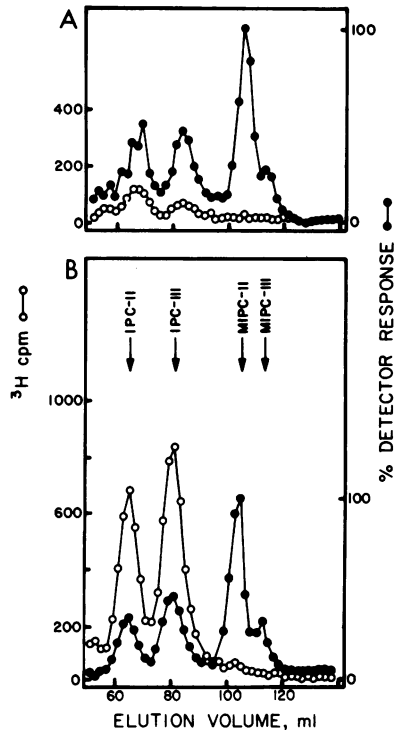 A
400
200
0
100
0
B
IPC-II
IPC-III
MIPC-II
MIPC-III
1000
600
200
0
100
0
60
80
100
120
ELUTION VOLUME, ml
³H cpm
% DETECTOR RESPONSE